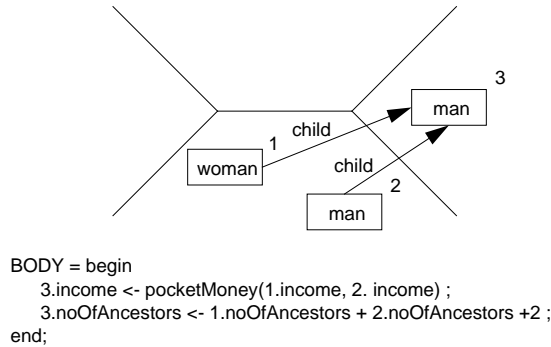 3
man
child
1
woman
child
2
man
BODY = begin
3.income <- pocketMoney(1.income, 2. income) ;
3.noOfAncestors <- 1.noOfAncestors + 2.noOfAncestors +2 ;
end;